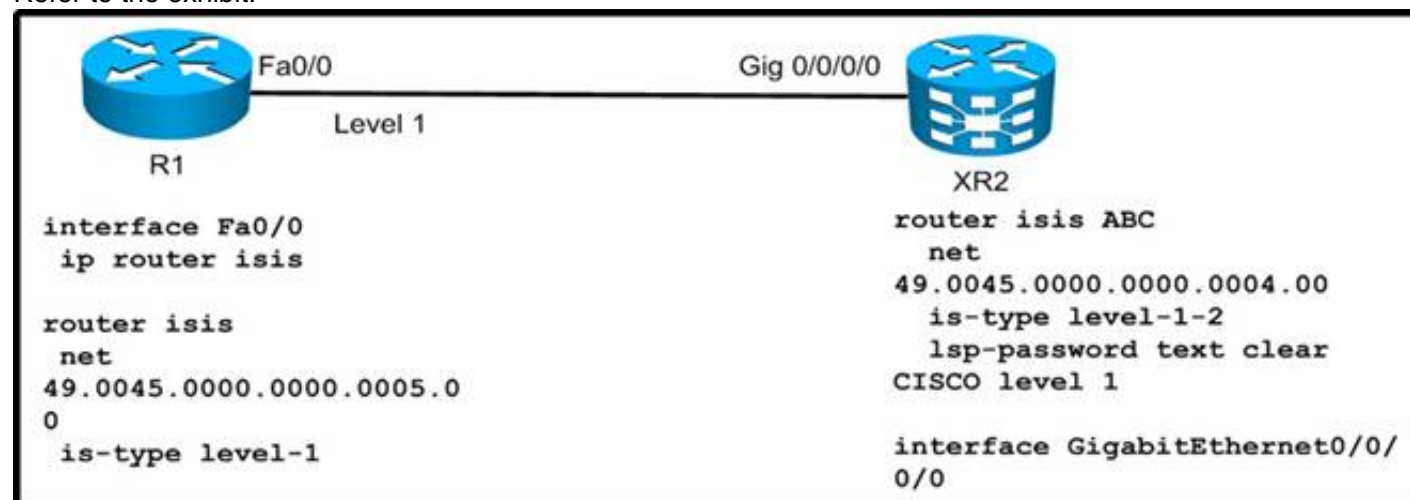 Refer to the exhibit.
Fa0/0
Gig 0/0/0/0
Level 1
R1
XR2
interface Fa0/0
ip router isis
router isis
net
49.0045.0000.0000.0005.0
0
is-type level-1
router isis ABC
net
49.0045.0000.0000.0004.00
is-type level-1-2
lsp-password text clear
CISCO level 1
interface GigabitEthernet0/0/
0/0